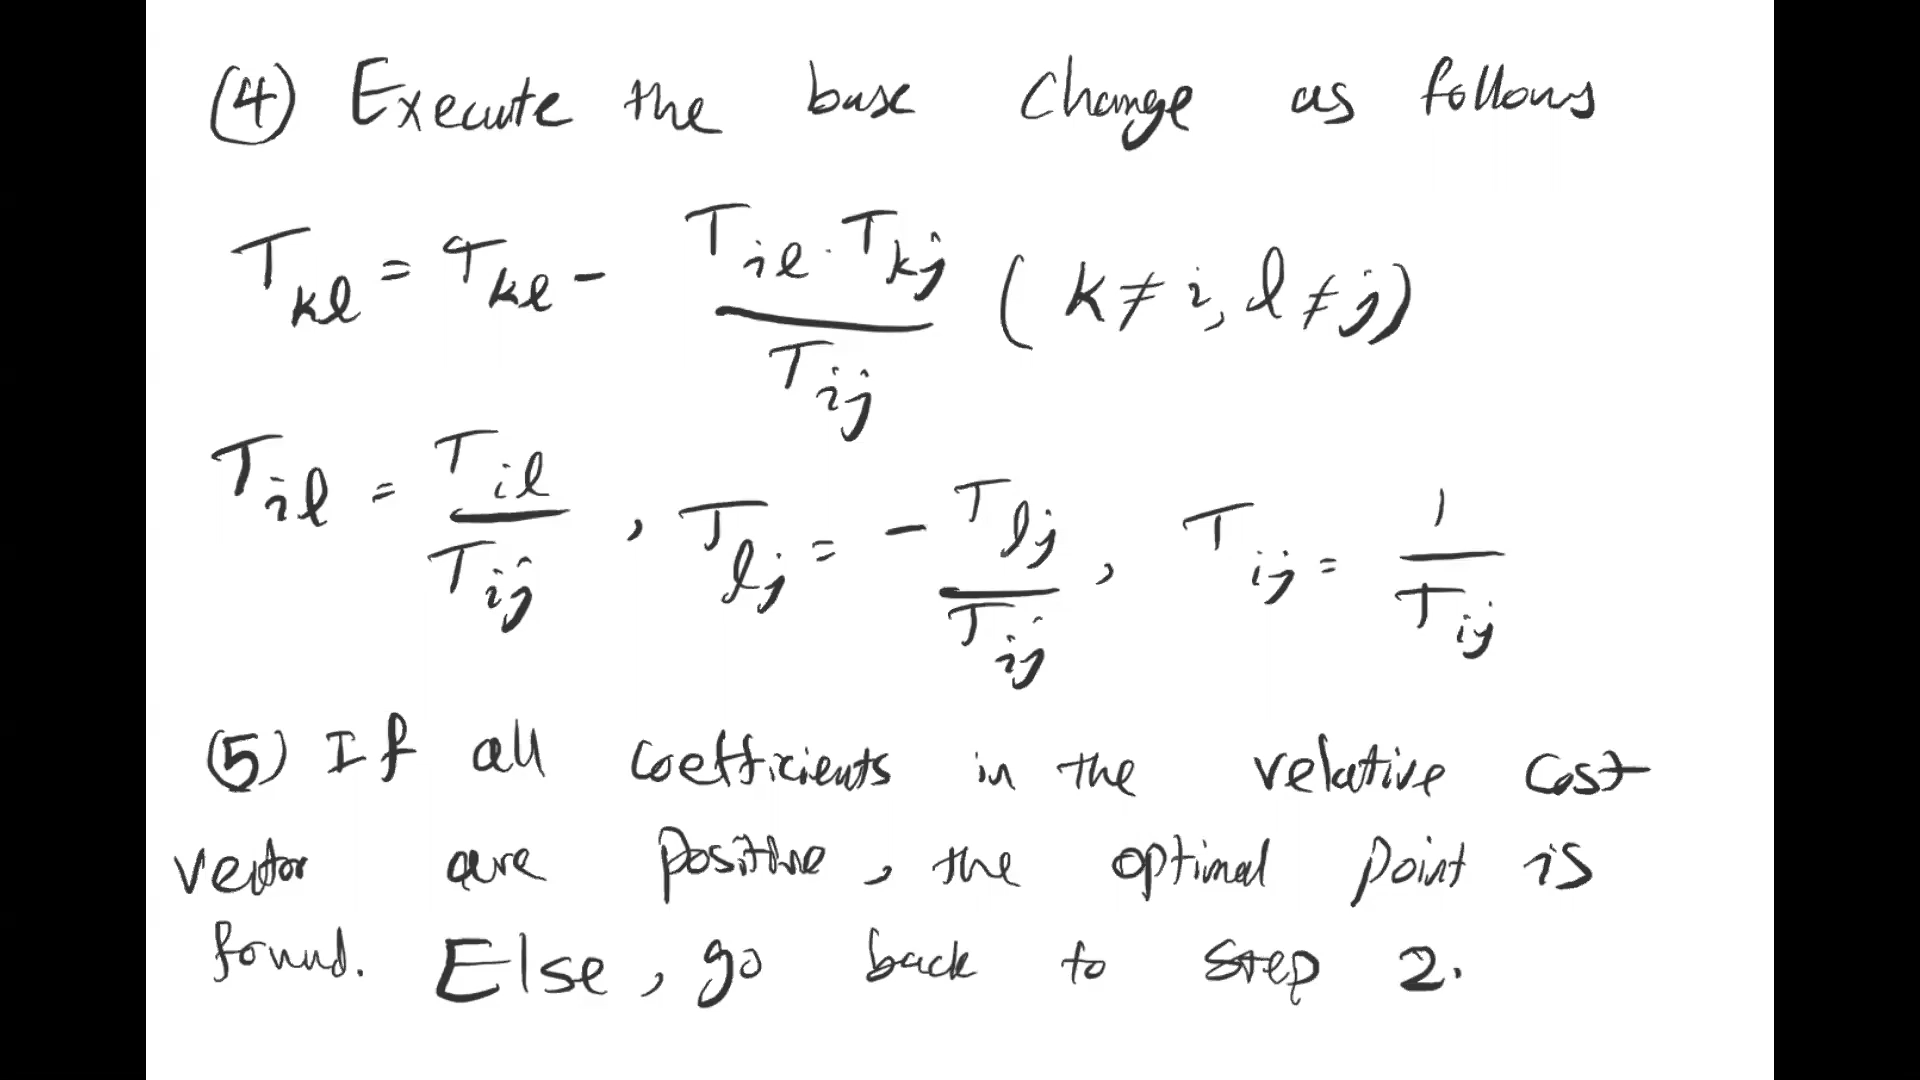 (4) Execute the base change as follows
T_kl = T_kl - (T_il · T_kj) / T_ij (k ≠ i, l ≠ j)
T_il = T_il / T_ij , T_lj = - T_lj / T_ij , T_ij = 1 / T_ij
(5) If all coefficients in the relative cost
vector are positive, the optimal point is
found. Else, go back to step 2.